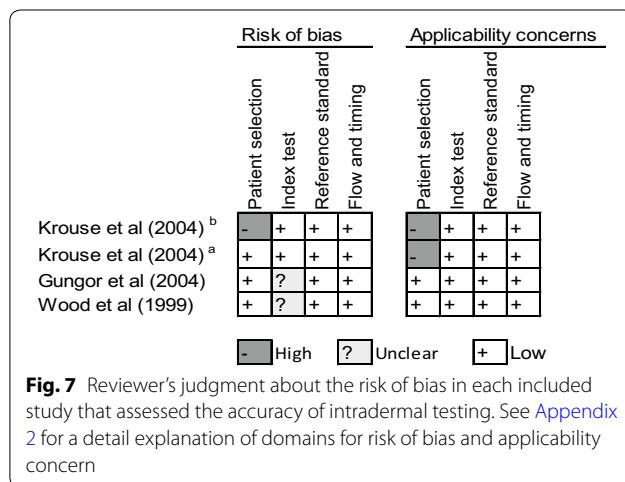 Risk of bias Applicability concerns
Patient selection
Index test
Reference standard
Flow and timing
Patient selection
Index test
Reference standard
Flow and timing
Krouse et al (2004) b - + + + - + + +
Krouse et al (2004) a + + + + - + + +
Gungor et al (2004) + ? + + + + + +
Wood et al (1999) + ? + + + + + +
- High ? Unclear + Low
Fig. 7 Reviewer's judgment about the risk of bias in each included
study that assessed the accuracy of intradermal testing. See Appendix
2 for a detail explanation of domains for risk of bias and applicability
concern